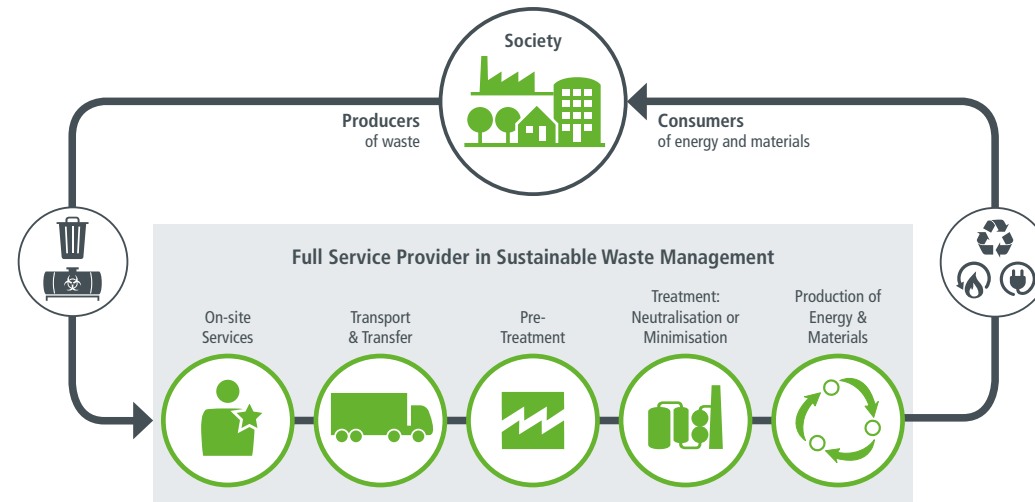 Society
Producers
of waste
Consumers
of energy and materials
Full Service Provider in Sustainable Waste Management
On-site
Services
Transport
& Transfer
Pre-
Treatment
Treatment:
Neutralisation or
Minimisation
Production of
Energy &
Materials